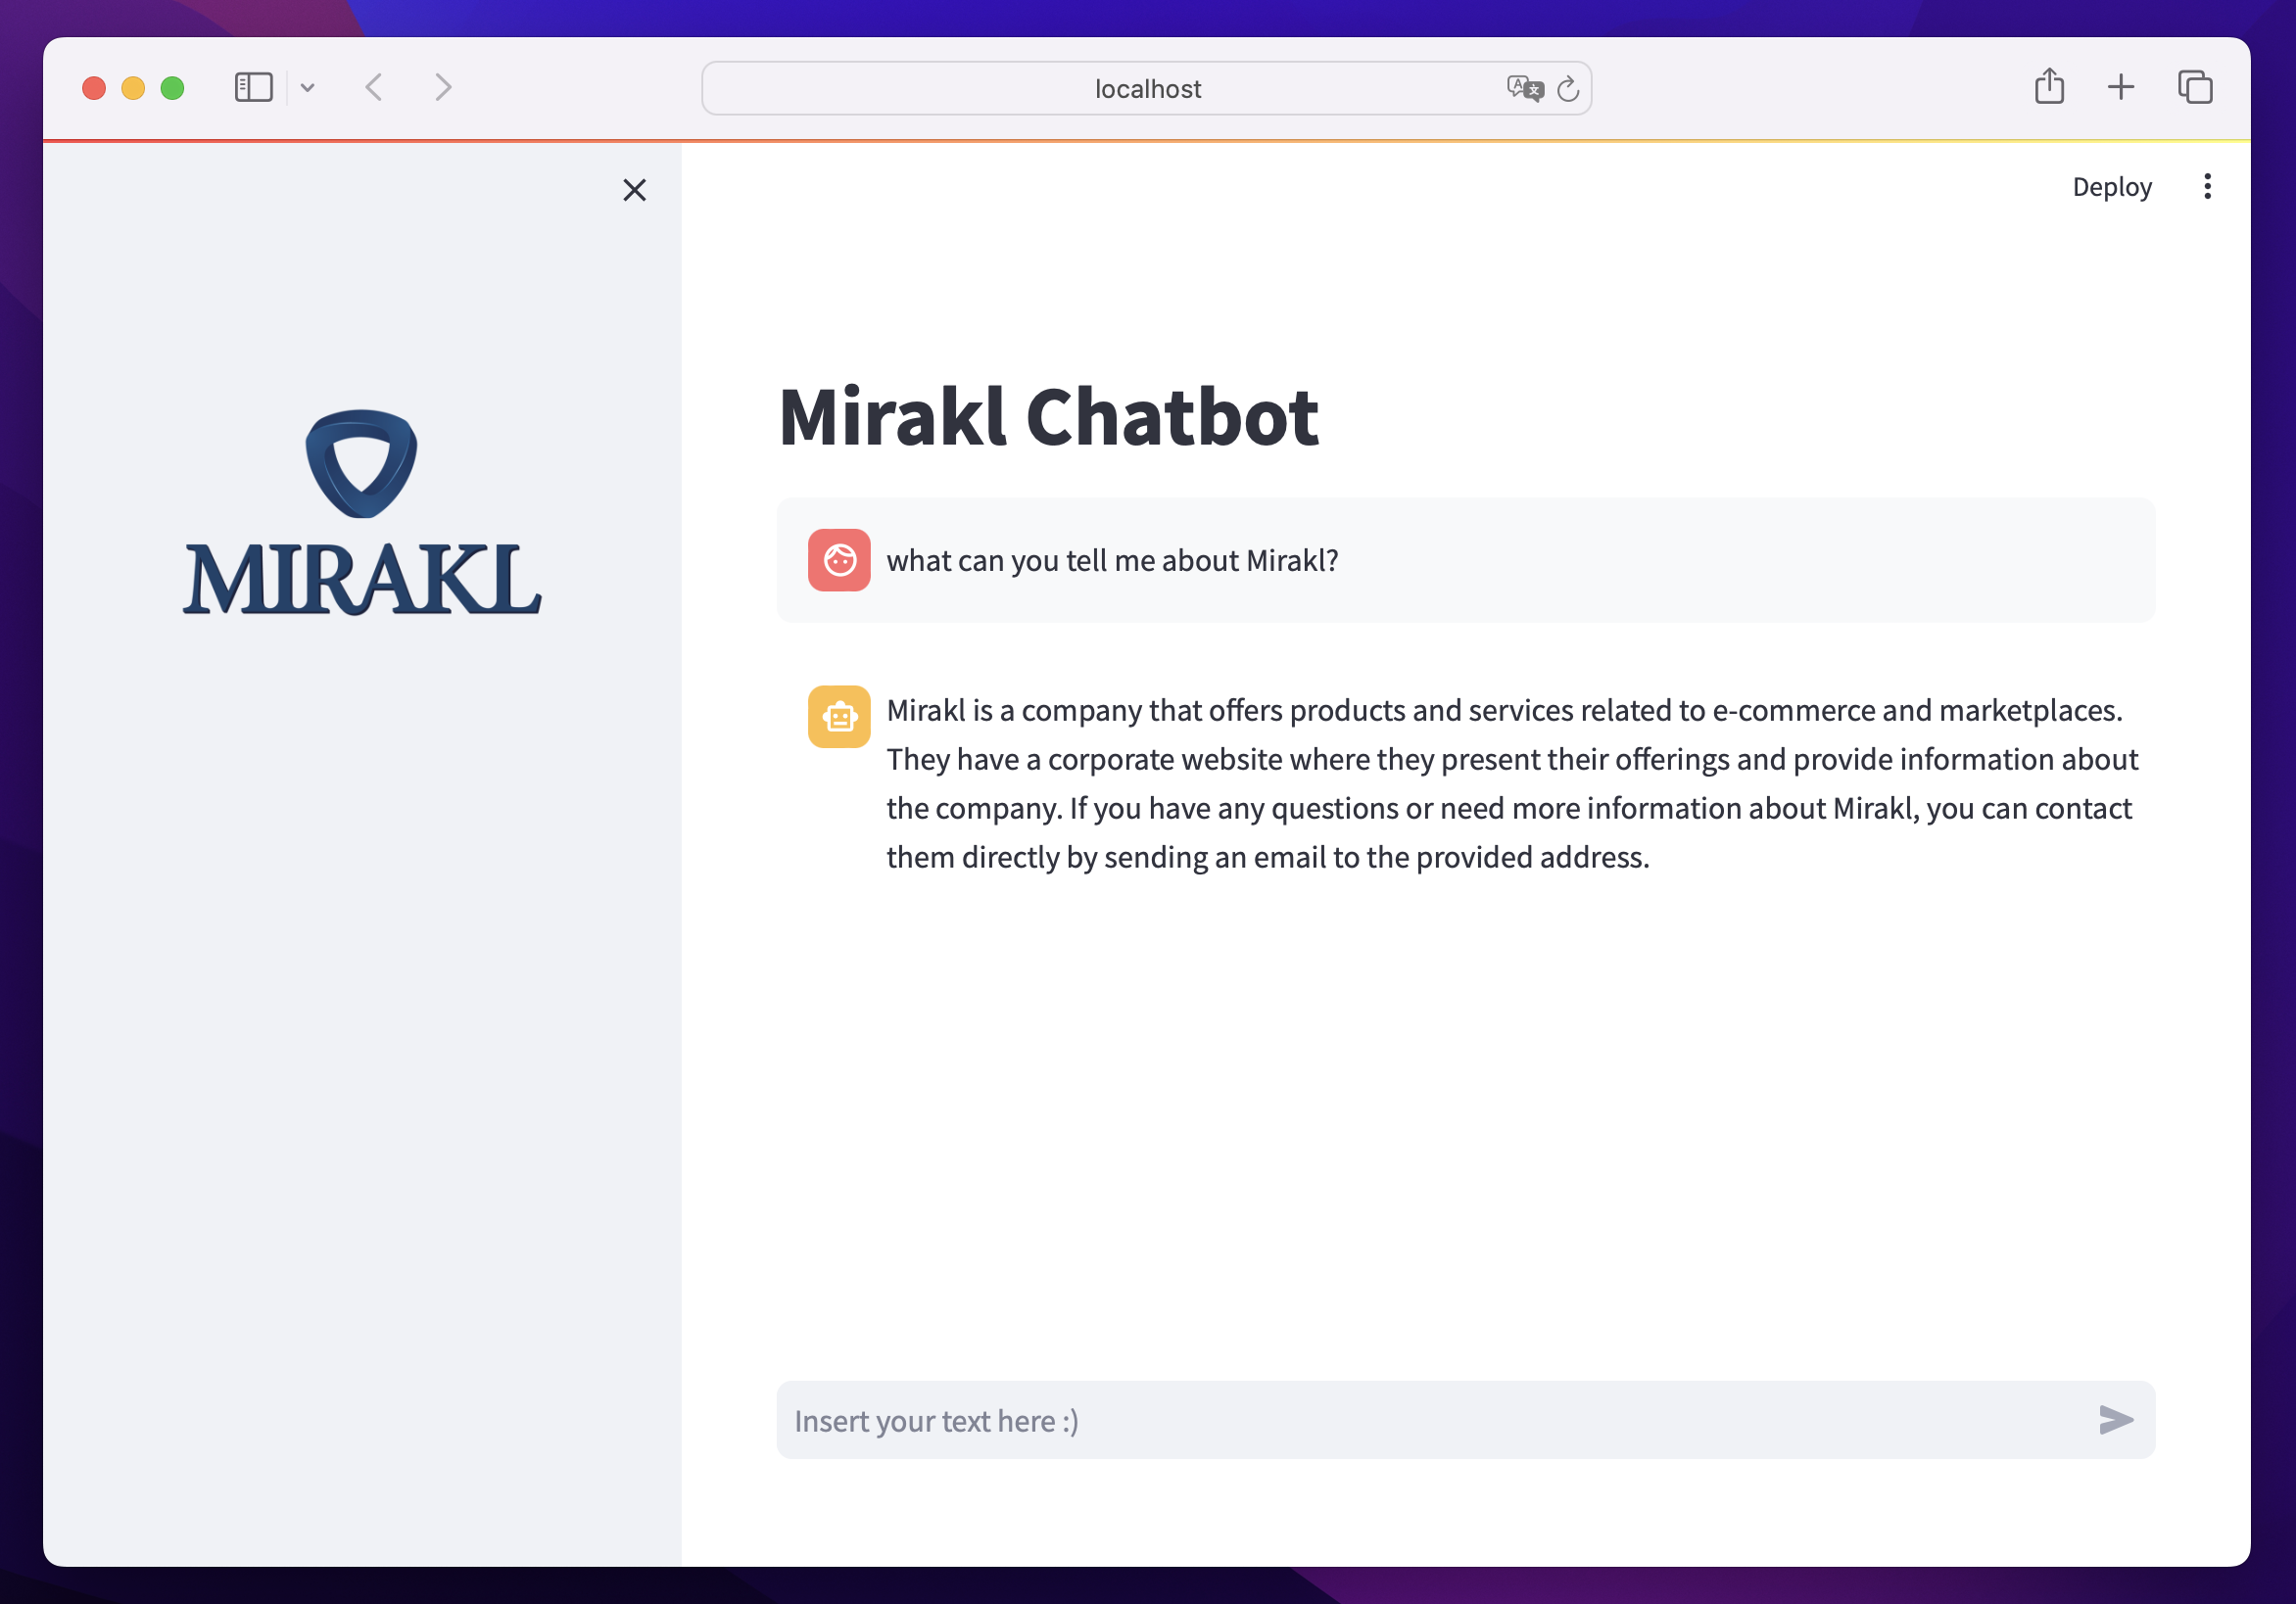 localhost
Deploy
MIRAKL
Mirakl Chatbot
what can you tell me about Mirakl?
Mirakl is a company that offers products and services related to e-commerce and marketplaces.
They have a corporate website where they present their offerings and provide information about
the company. If you have any questions or need more information about Mirakl, you can contact
them directly by sending an email to the provided address.
Insert your text here :)